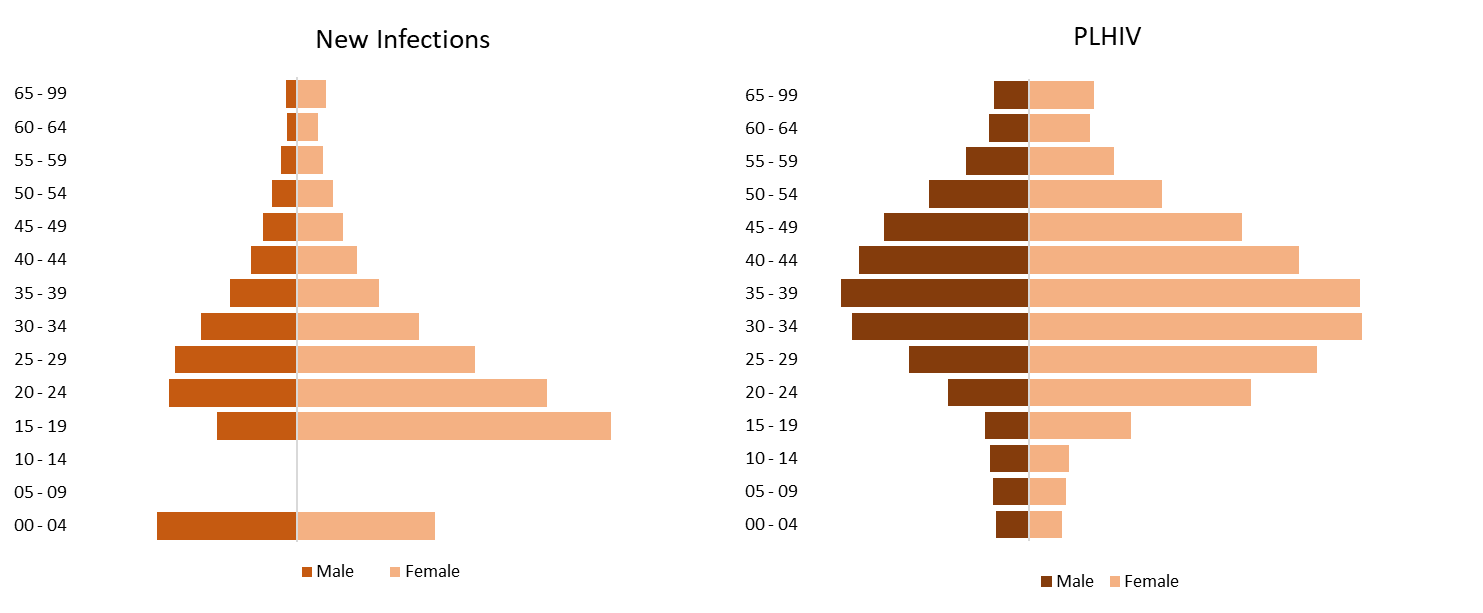 New Infections
65 - 99
60 - 64
55 - 59
50 - 54
45 - 49
40 - 44
35 - 39
30 - 34
25 - 29
20 - 24
15 - 19
10 - 14
05 - 09
00 - 04
Male Female
PLHIV
65 - 99
60 - 64
55 - 59
50 - 54
45 - 49
40 - 44
35 - 39
30 - 34
25 - 29
20 - 24
15 - 19
10 - 14
05 - 09
00 - 04
Male Female